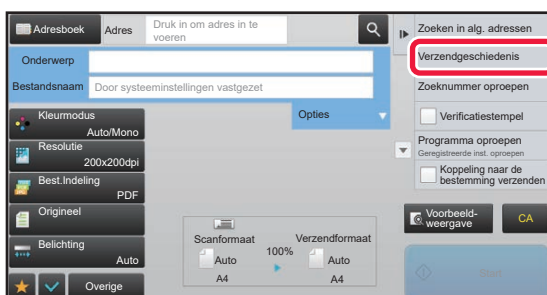 Adresboek
Adres
Druk in om adres in te
voeren
Onderwerp
Bestandsnaam
Door systeeminstellingen vastgezet
Opties
Kleurmodus
Auto/Mono
Resolutie
200x200dpi
Best.Indeling
PDF
Origineel
Belichting
Auto
Overige
Scanformaat
Auto
A4
100%
Verzendformaat
Auto
A4
Zoeken in alg. adressen
Verzendgeschiedenis
Zoeknummer oproepen
Verificatiestempel
Programma oproepen
Geregistreerde inst. oproepen
Koppeling naar de
bestemming verzenden
Voorbeeld-
weergave
CA
Start